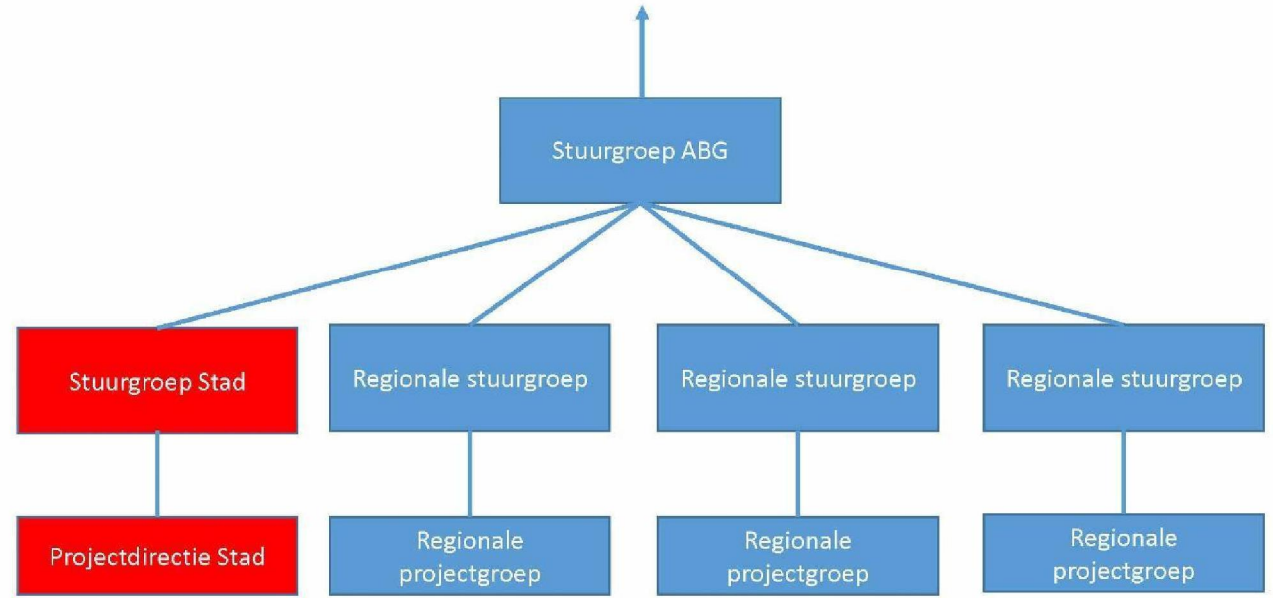 Stuurgroep ABG
Stuurgroep Stad
Regionale stuurgroep
Regionale stuurgroep
Regionale stuurgroep
Projectdirectie Stad
Regionale
projectgroep
Regionale
projectgroep
Regionale
projectgroep